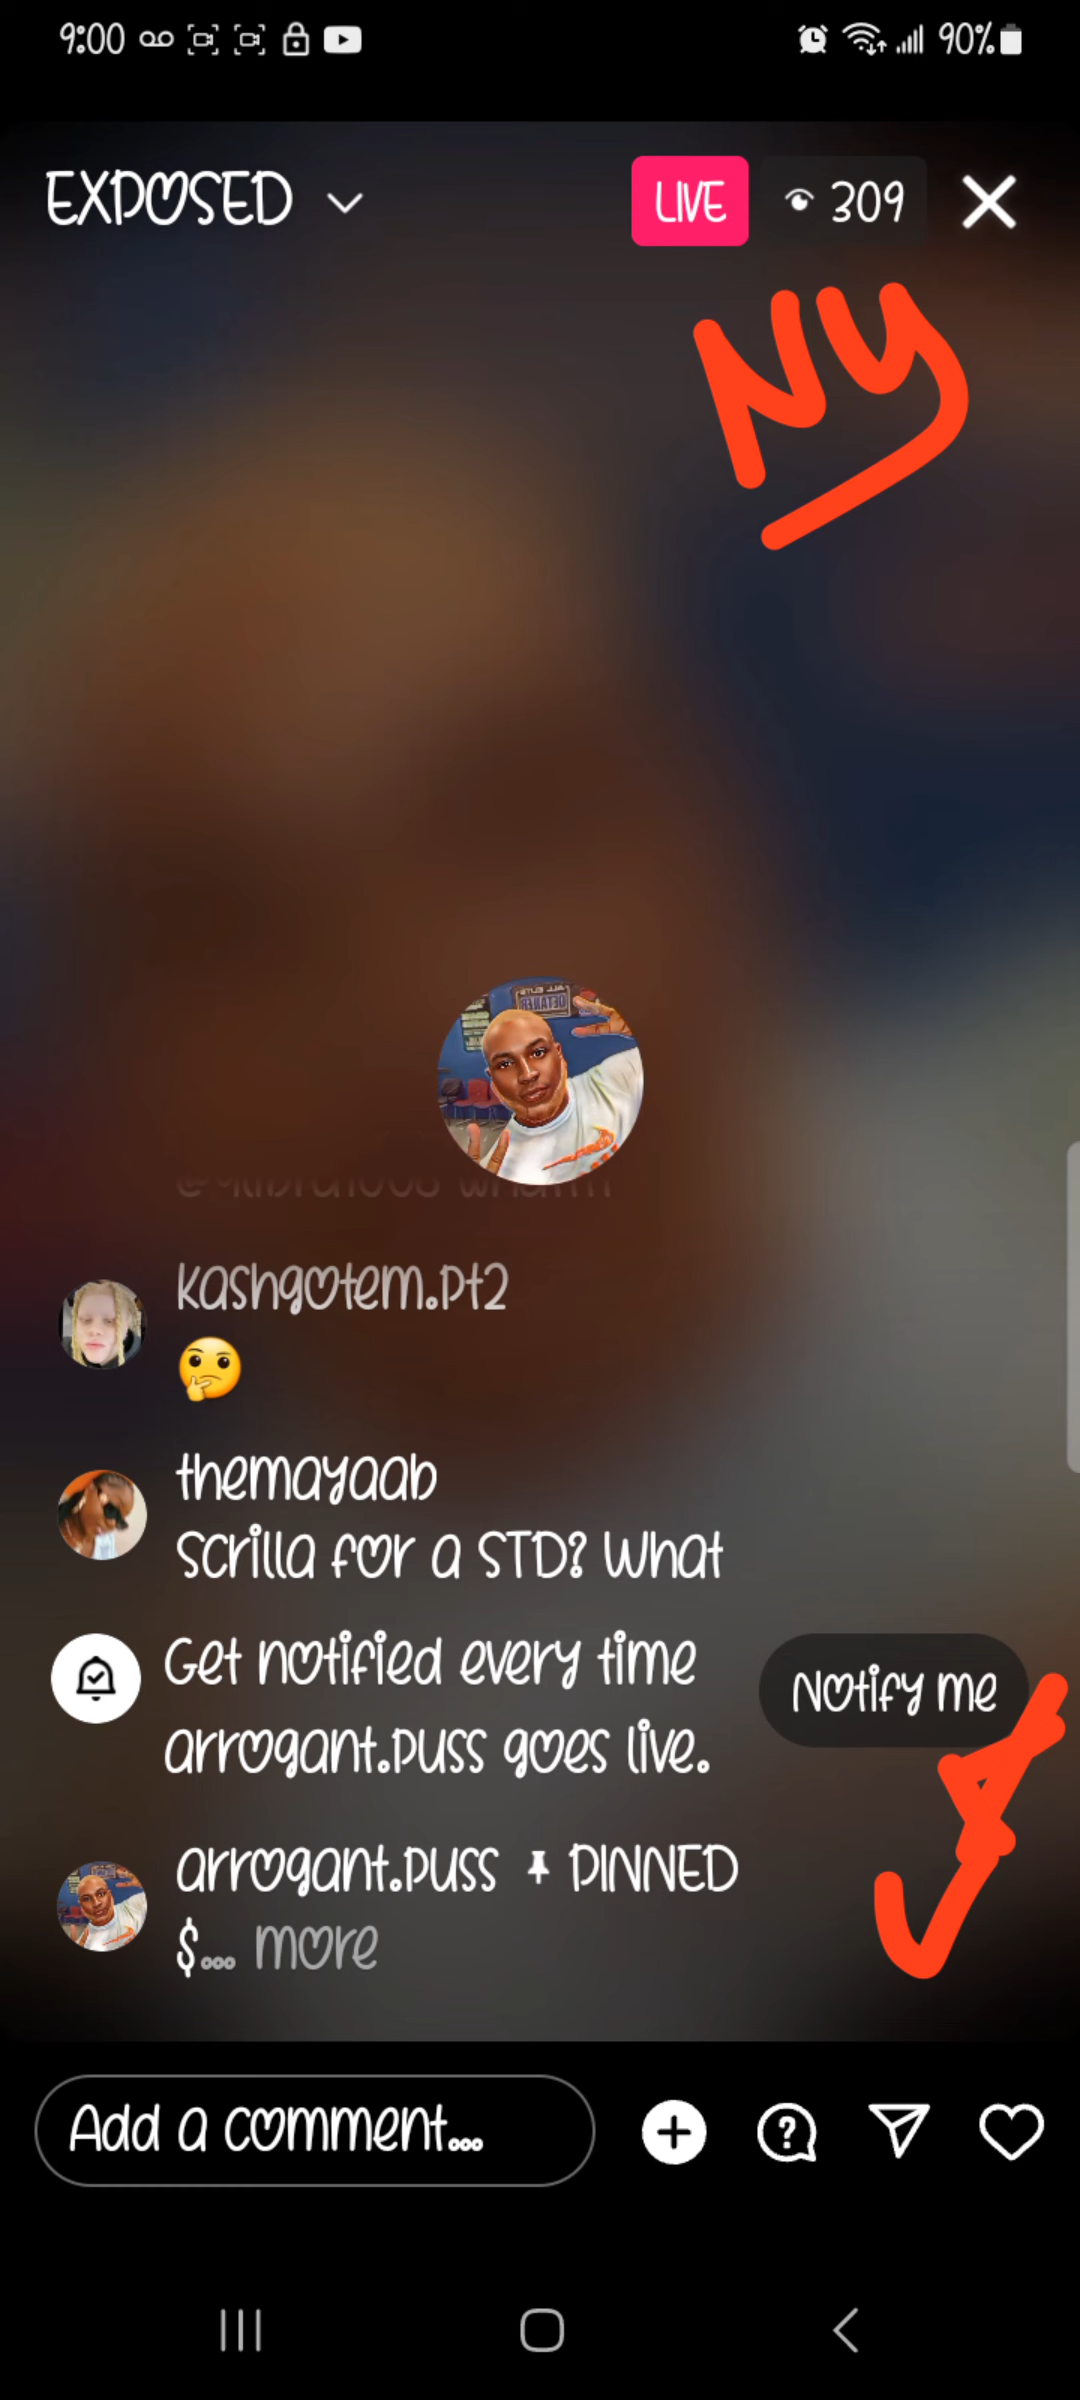 9:00 90%
EXPOSED LIVE 309
NY
kashgotem.pt2
🤔
themayaab
Scrilla for a STD? What
Get notified every time
arrogant.puss goes live.
Notify me
arrogant.puss PINNED
$... more
Add a comment...